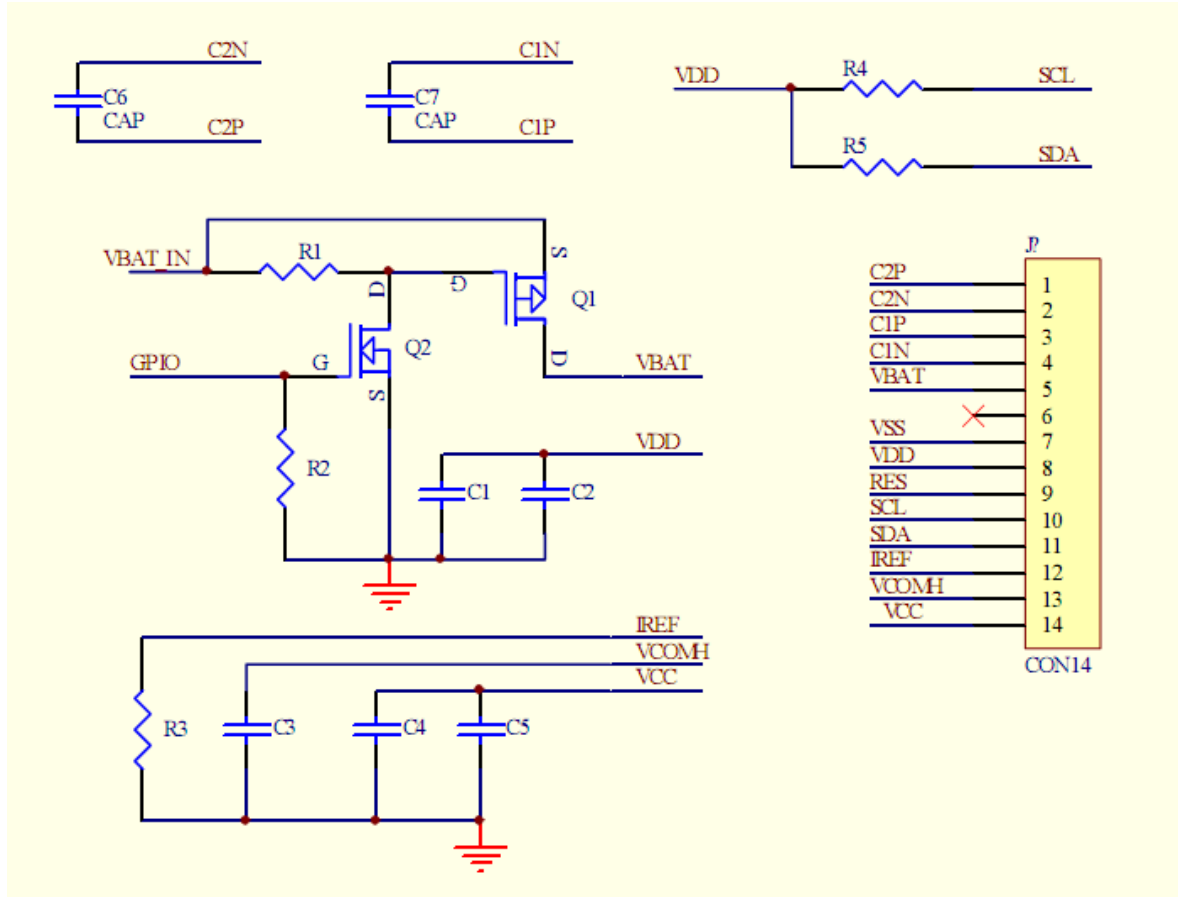 C2N
C6
CAP
C2P
C1N
C7
CAP
C1P
VDD
R4
SCL
R5
SDA
VBAT_IN
R1
D
G
S
Q1
D
VBAT
GPIO
G
Q2
S
R2
VDD
C1
C2
IREF
VCOMH
VCC
R3
C3
C4
C5
J?
C2P 1
C2N 2
C1P 3
C1N 4
VBAT 5
6
VSS 7
VDD 8
RES 9
SCL 10
SDA 11
IREF 12
VCOMH 13
VCC 14
CON14